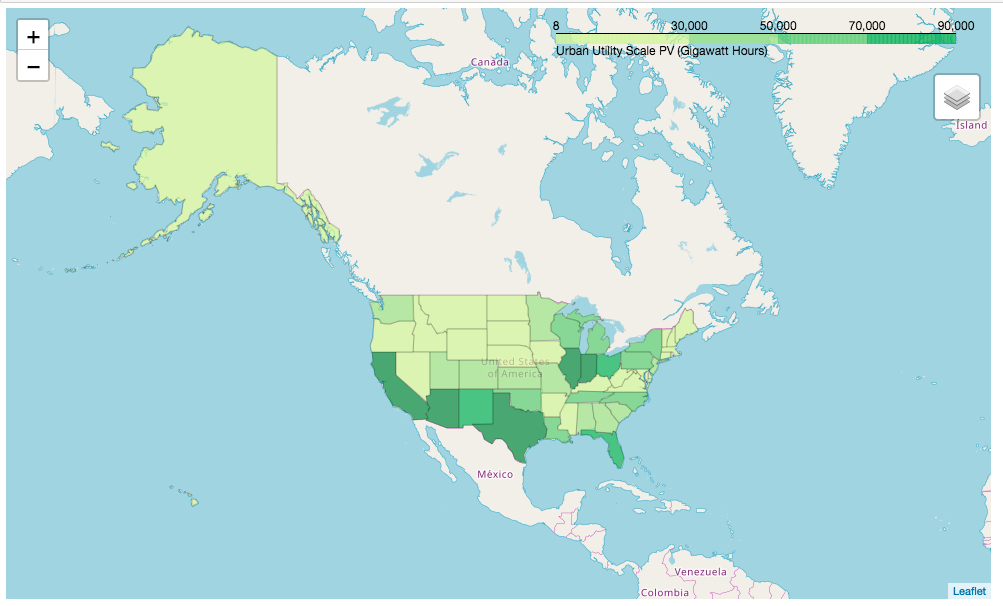 +
−
8 30,000 50,000 70,000 90,000
Urban Utility Scale PV (Gigawatt Hours)
Canada
Ísland
United States
of America
México
Venezuela
Colombia
Leaflet